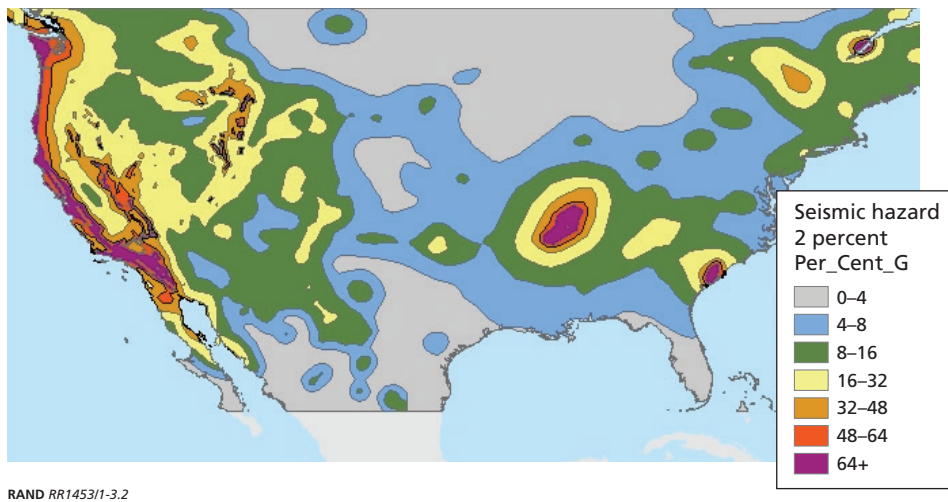 Seismic hazard
2 percent
Per_Cent_G
0–4
4–8
8–16
16–32
32–48
48–64
64+
RAND RR1453/1-3.2